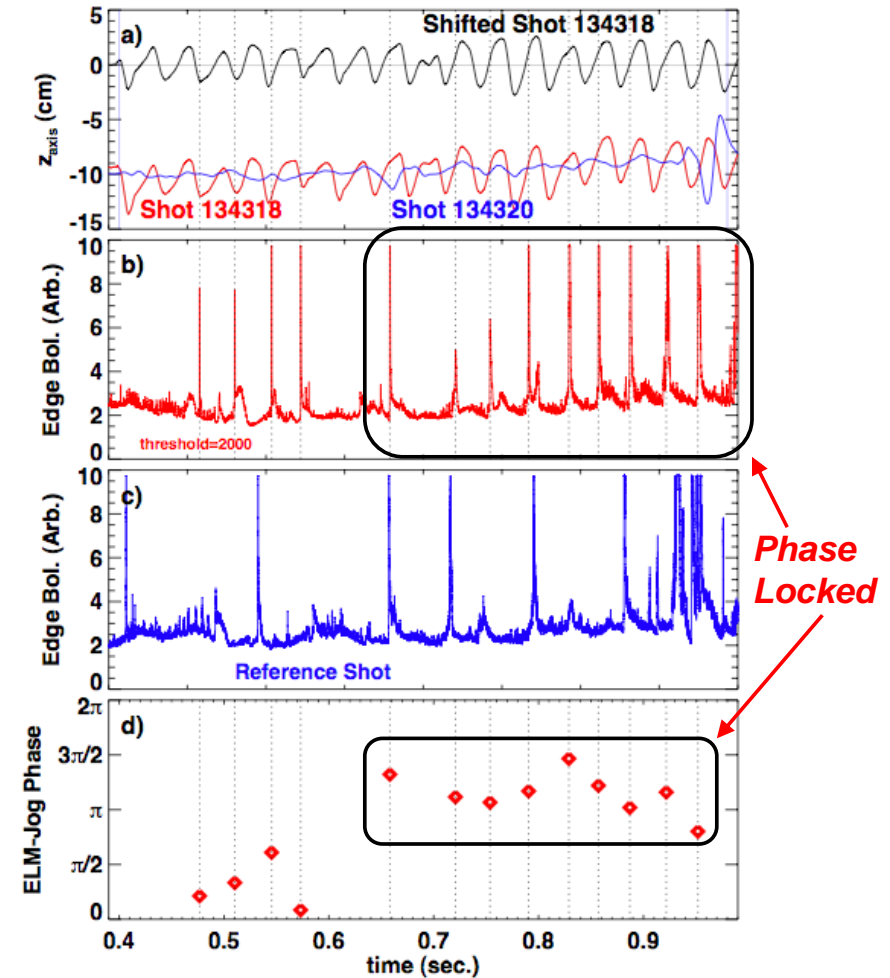 a)
Shifted Shot 134318
5
0
-5
-10
-15
z_axis (cm)
Shot 134318
Shot 134320
b)
10
8
6
4
2
0
Edge Bol. (Arb.)
threshold=2000
c)
10
8
6
4
2
0
Edge Bol. (Arb.)
Reference Shot
Phase
Locked
d)
2π
3π/2
π
π/2
0
ELM-Jog Phase
0.4 0.5 0.6 0.7 0.8 0.9
time (sec.)